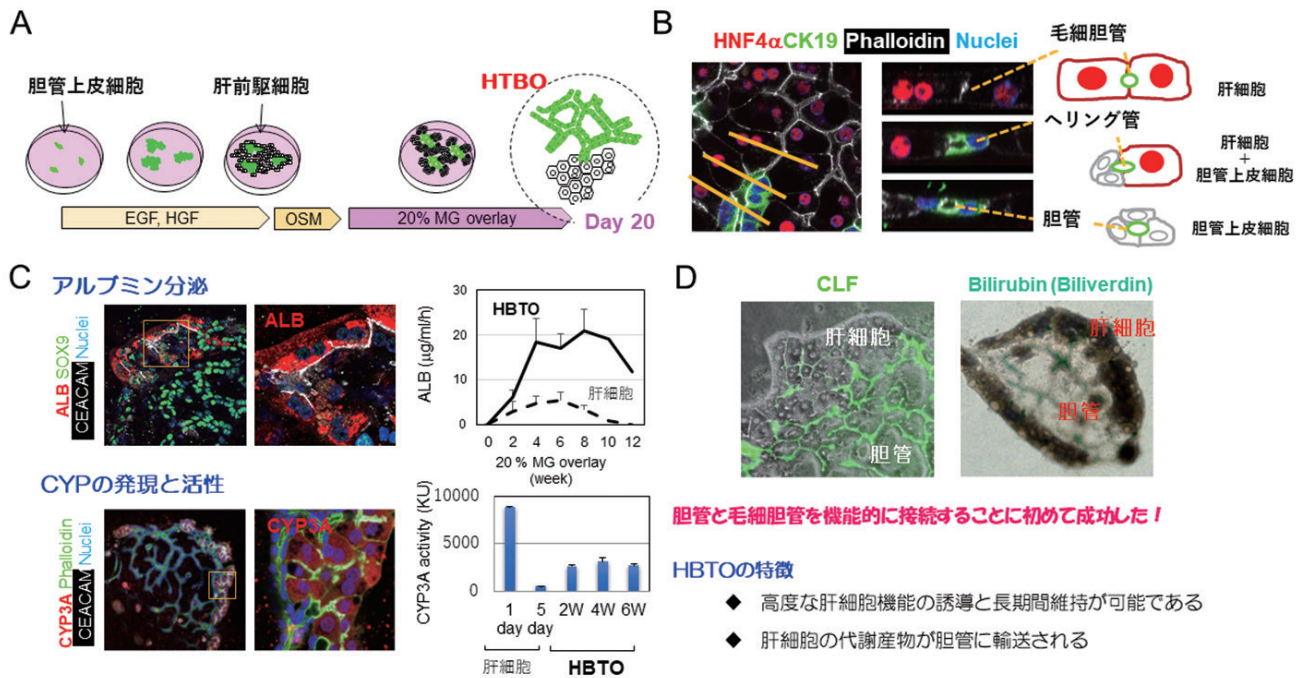 A
胆管上皮細胞
肝前駆細胞
HTBO
EGF, HGF
OSM
20% MG overlay
Day 20
B
HNF4αCK19 Phalloidin Nuclei
毛細胆管
肝細胞
ヘリング管
肝細胞
+
胆管上皮細胞
胆管
胆管上皮細胞
C
アルブミン分泌
ALB SOX9
CEACAM Nuclei
ALB
ALB (μg/ml/h)
30
20
10
0
HBTO
肝細胞
0 2 4 6 8 10 12
20 % MG overlay
(week)
CYPの発現と活性
CYP3A Phalloidin
CEACAM Nuclei
CYP3A
CYP3A activity (KU)
10000
5000
0
1 day
5 day
2W 4W 6W
肝細胞
HBTO
D
CLF
肝細胞
胆管
Bilirubin (Biliverdin)
肝細胞
胆管
胆管と毛細胆管を機能的に接続することに初めて成功した！
HBTOの特徴
◆ 高度な肝細胞機能の誘導と長期間維持が可能である
◆ 肝細胞の代謝産物が胆管に輸送される